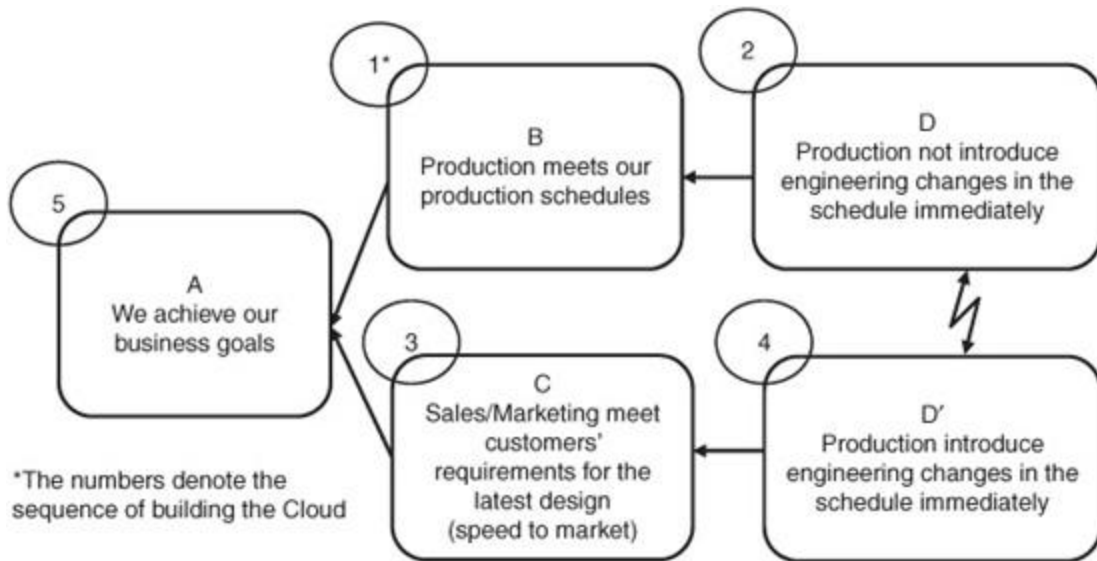 1*
B
Production meets our
production schedules
2
D
Production not introduce
engineering changes in the
schedule immediately
5
A
We achieve our
business goals
3
C
Sales/Marketing meet
customers'
requirements for the
latest design
(speed to market)
4
D′
Production introduce
engineering changes in the
schedule immediately
*The numbers denote the
sequence of building the Cloud